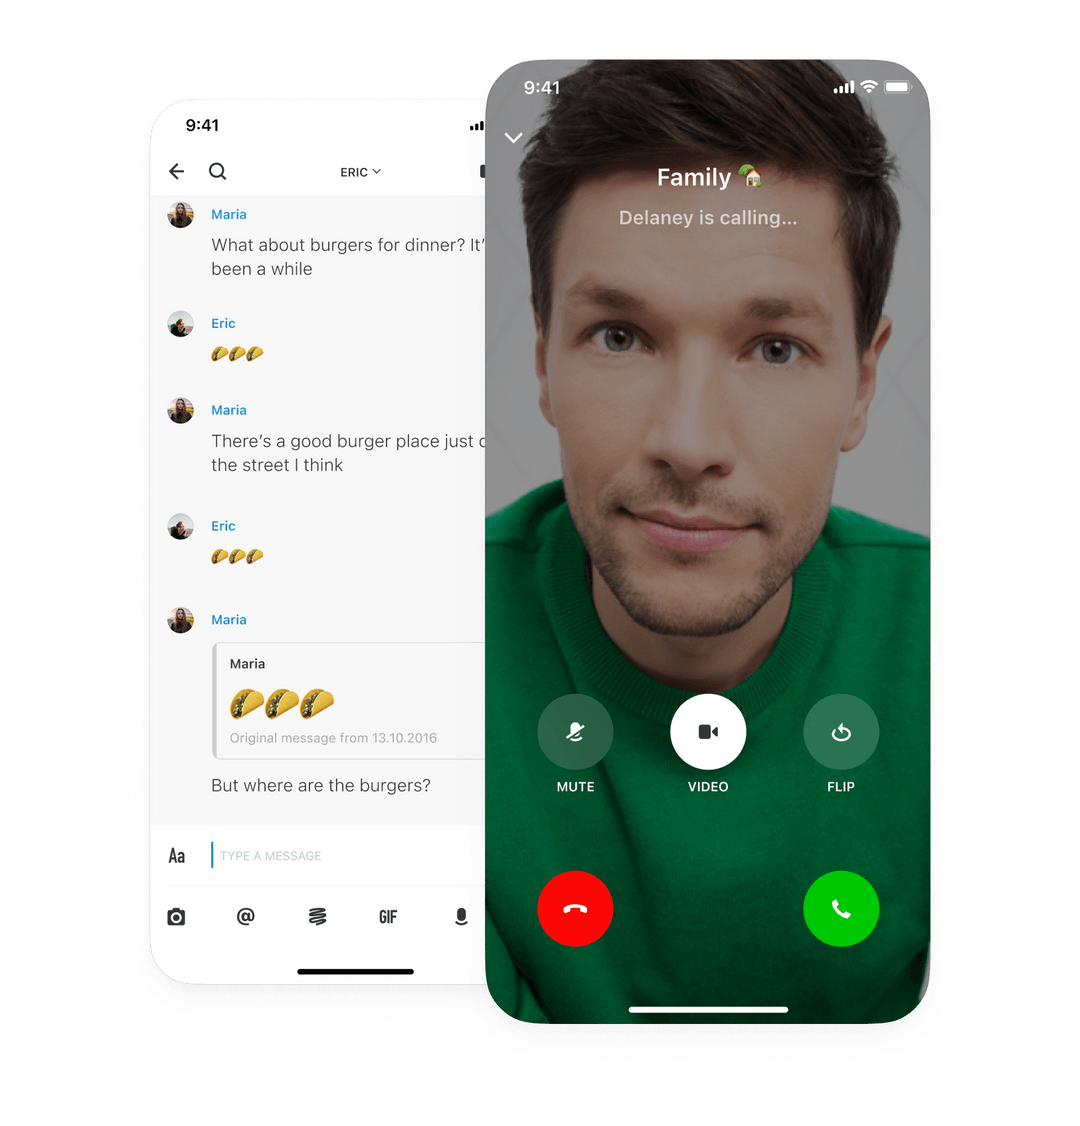 9:41
ERIC
Maria
What about burgers for dinner? It'
been a while
Eric
Maria
There's a good burger place just
the street I think
Eric
Maria
Maria
Original message from 13.10.2016
But where are the burgers?
Aa
TYPE A MESSAGE
@
GIF
9:41
Family
Delaney is calling...
MUTE
VIDEO
FLIP